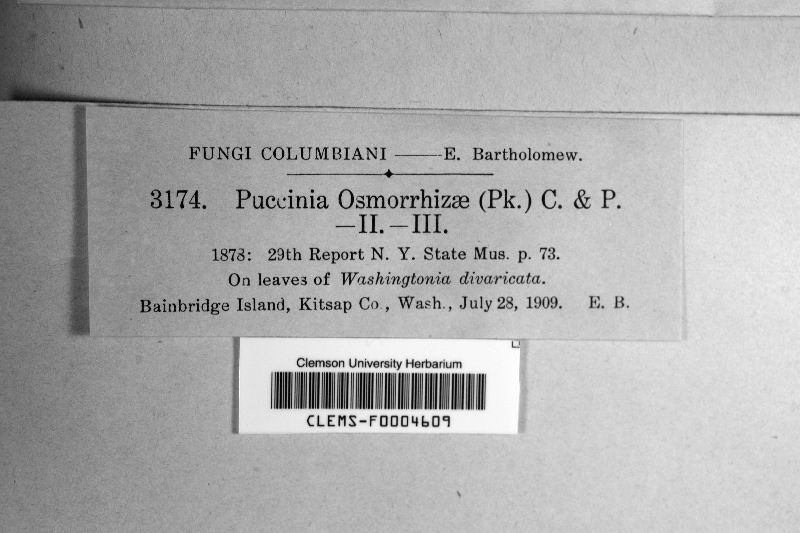 FUNGI COLUMBIANI —— E. Bartholomew.
3174. Puccinia Osmorrhizæ (Pk.) C. & P.
—II.—III.
1878: 29th Report N. Y. State Mus. p. 73.
On leaves of Washingtonia divaricata.
Bainbridge Island, Kitsap Co., Wash., July 28, 1909. E. B.
Clemson University Herbarium
CLEMS-F0004609